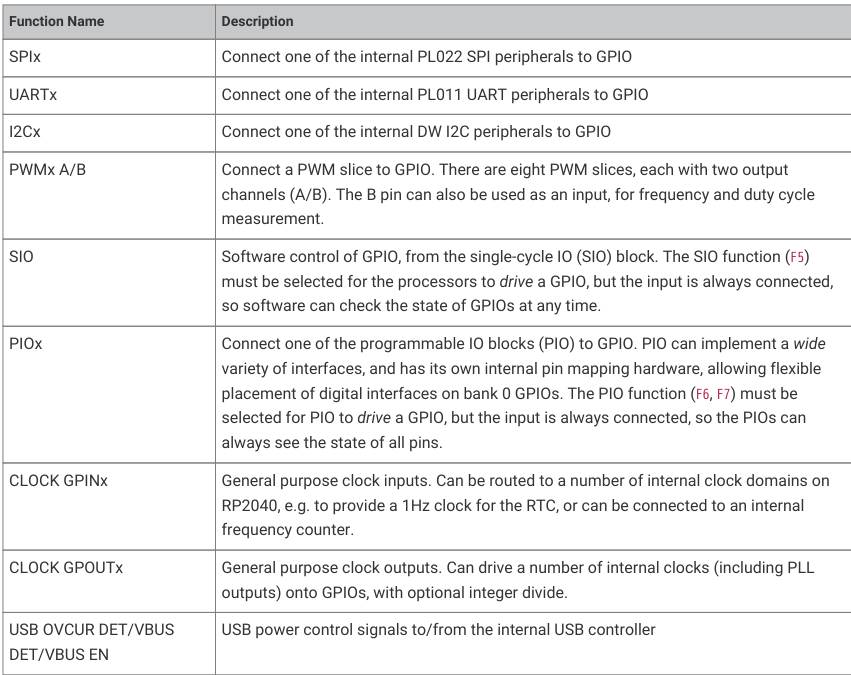 Function Name Description
SPIx Connect one of the internal PL022 SPI peripherals to GPIO
UARTx Connect one of the internal PL011 UART peripherals to GPIO
I2Cx Connect one of the internal DW I2C peripherals to GPIO
PWMx A/B Connect a PWM slice to GPIO. There are eight PWM slices, each with two output
channels (A/B). The B pin can also be used as an input, for frequency and duty cycle
measurement.
SIO Software control of GPIO, from the single-cycle IO (SIO) block. The SIO function (F5)
must be selected for the processors to drive a GPIO, but the input is always connected,
so software can check the state of GPIOs at any time.
PIOx Connect one of the programmable IO blocks (PIO) to GPIO. PIO can implement a wide
variety of interfaces, and has its own internal pin mapping hardware, allowing flexible
placement of digital interfaces on bank 0 GPIOs. The PIO function (F6, F7) must be
selected for PIO to drive a GPIO, but the input is always connected, so the PIOs can
always see the state of all pins.
CLOCK GPINx General purpose clock inputs. Can be routed to a number of internal clock domains on
RP2040, e.g. to provide a 1Hz clock for the RTC, or can be connected to an internal
frequency counter.
CLOCK GPOUTx General purpose clock outputs. Can drive a number of internal clocks (including PLL
outputs) onto GPIOs, with optional integer divide.
USB OVCUR DET/VBUS USB power control signals to/from the internal USB controller
DET/VBUS EN